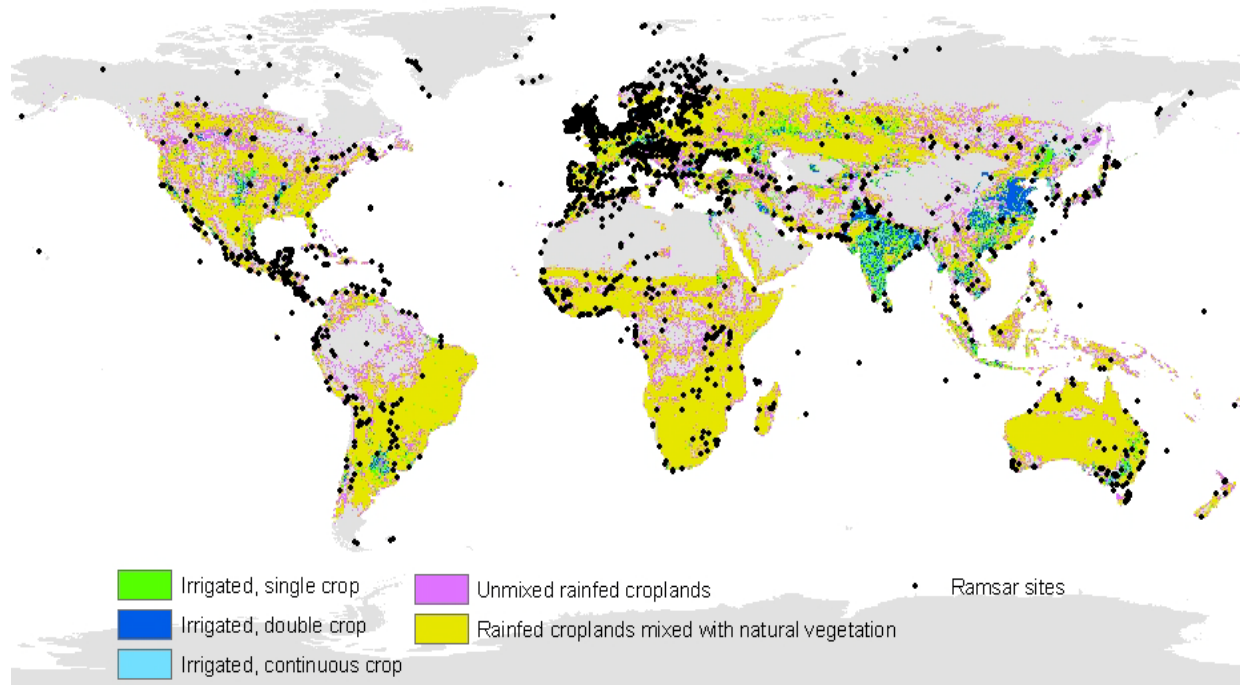 Irrigated, single crop
Irrigated, double crop
Irrigated, continuous crop
Unmixed rainfed croplands
Rainfed croplands mixed with natural vegetation
Ramsar sites